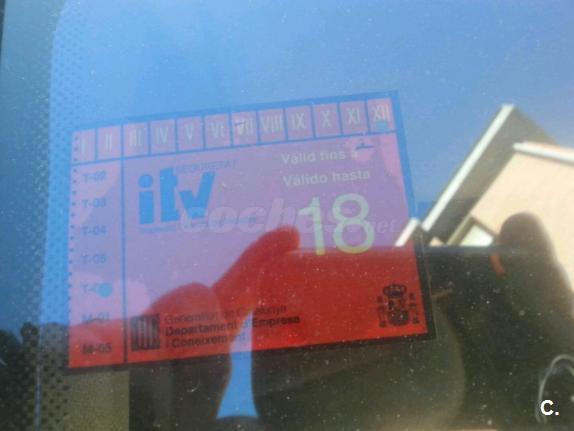 I II III IV V VI VII VIII IX X XI XII
SEGURETAT
itv
Vàlid fins a
Válido hasta
18
T-02
T-03
T-04
T-05
M-01
M-05
Generalitat de Catalunya
Departament d'Empresa
i Coneixement
coches.net
C.